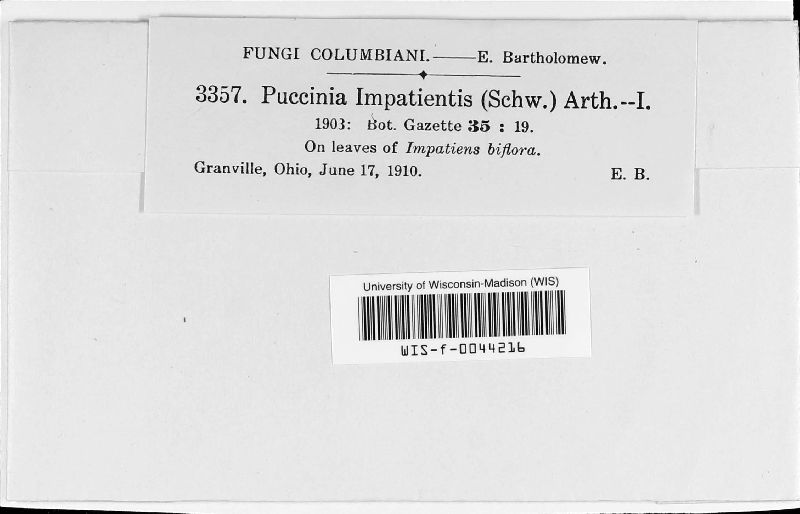 FUNGI COLUMBIANI.——E. Bartholomew.
3357. Puccinia Impatientis (Schw.) Arth.--I.
1903: Bot. Gazette 35 : 19.
On leaves of Impatiens biflora.
Granville, Ohio, June 17, 1910. E. B.
University of Wisconsin-Madison (WIS)
WIS-f-0044216